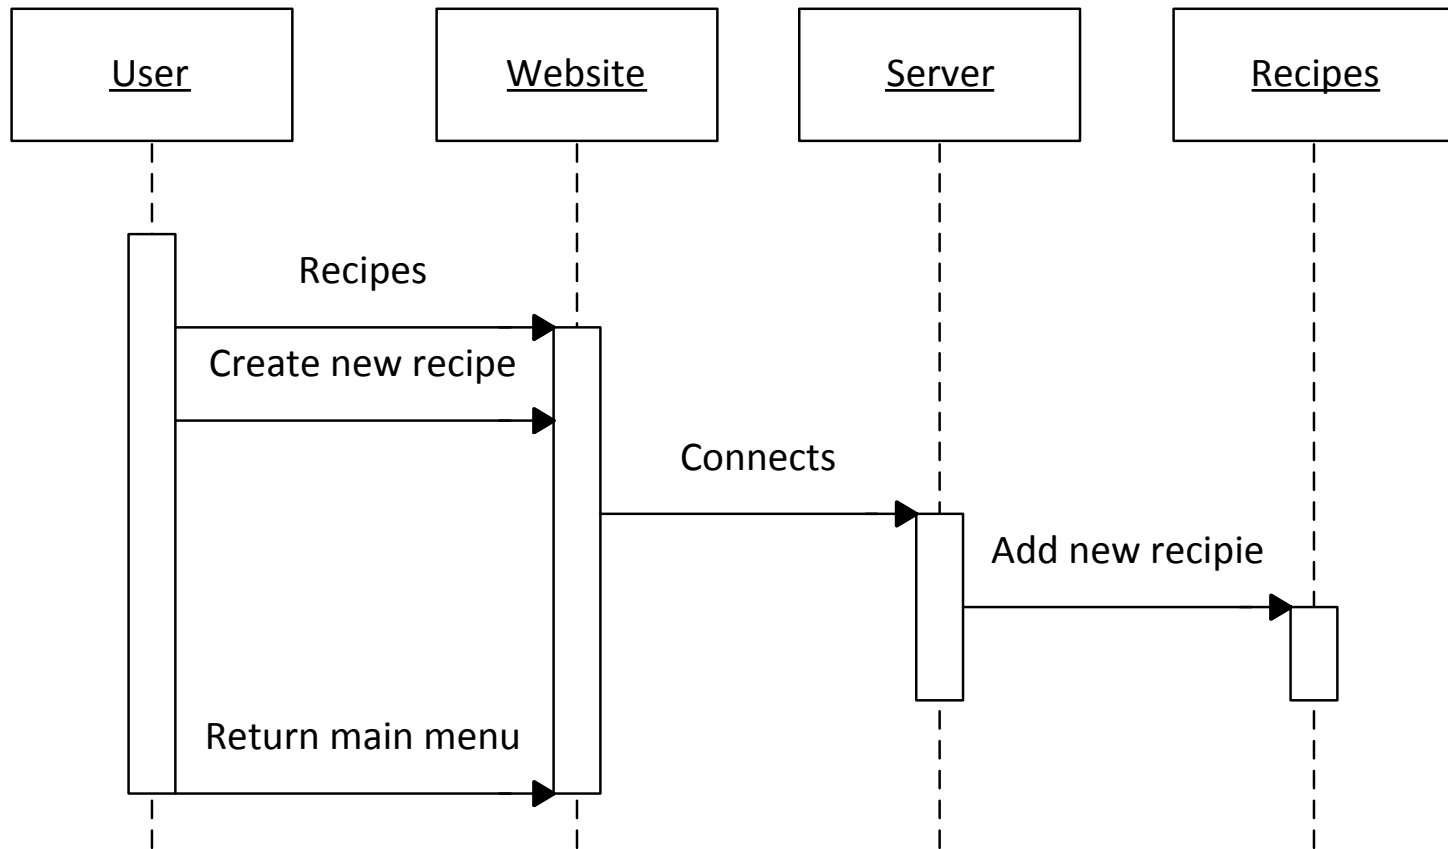 User
Website
Server
Recipes
Recipes
Create new recipe
Connects
Add new recipie
Return main menu